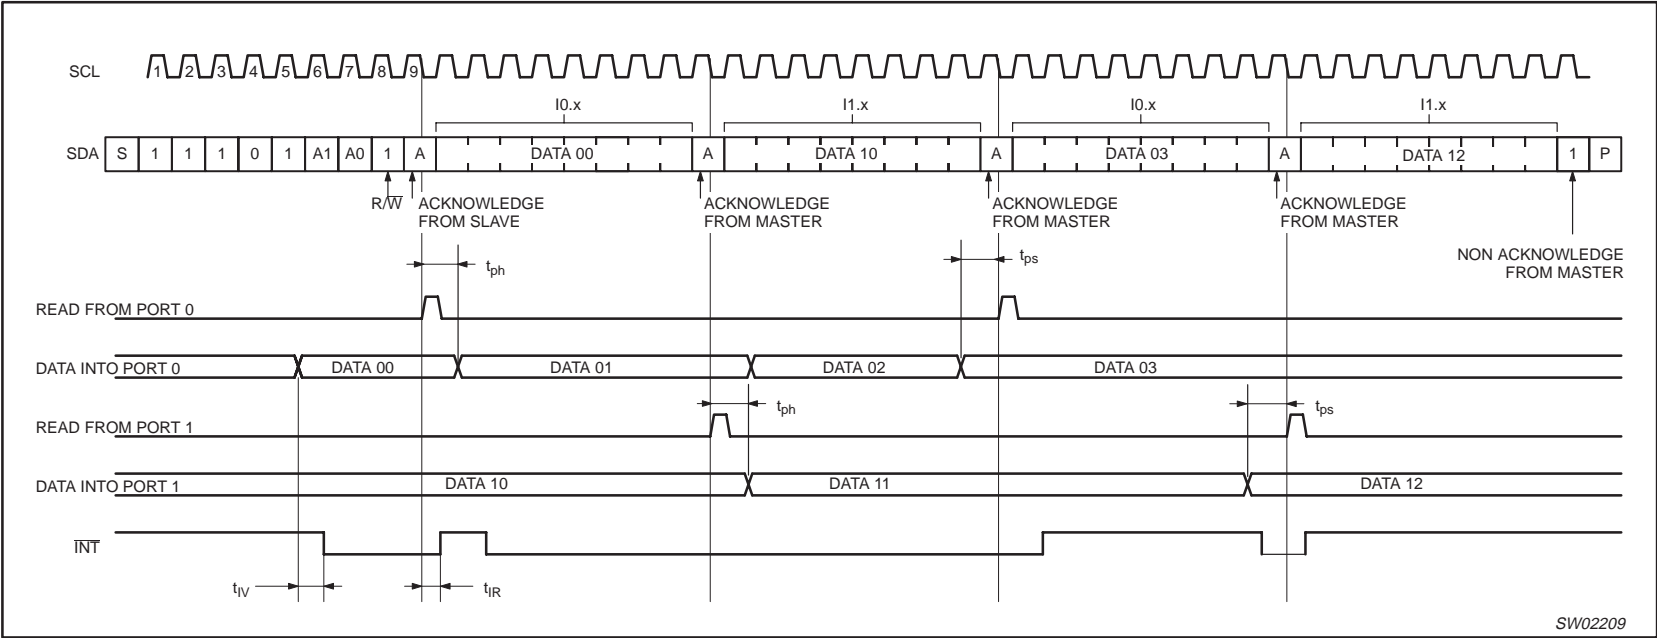 SCL 1 2 3 4 5 6 7 8 9
I0.x I1.x I0.x I1.x
SDA S 1 1 1 0 1 A1 A0 1 A DATA 00 A DATA 10 A DATA 03 A DATA 12 1 P
R/W ACKNOWLEDGE FROM SLAVE
ACKNOWLEDGE FROM MASTER
ACKNOWLEDGE FROM MASTER
ACKNOWLEDGE FROM MASTER
NON ACKNOWLEDGE FROM MASTER
tph tps
READ FROM PORT 0
DATA INTO PORT 0 DATA 00 DATA 01 DATA 02 DATA 03
tph tps
READ FROM PORT 1
DATA INTO PORT 1 DATA 10 DATA 11 DATA 12
INT
tIV tIR
SW02209